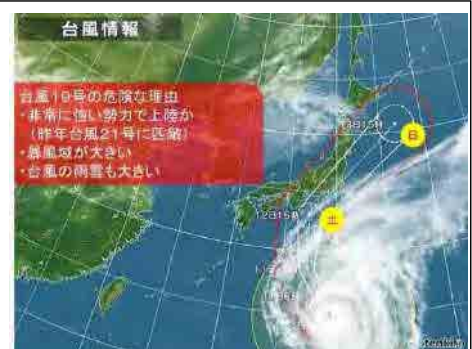 台風情報
台風19号の危険な理由
・非常に強い勢力で上陸か
(昨年台風21号に匹敵)
・暴風域が大きい
・台風の雨雲も大きい
13日15時
日
12日15時
土
tenki.jp